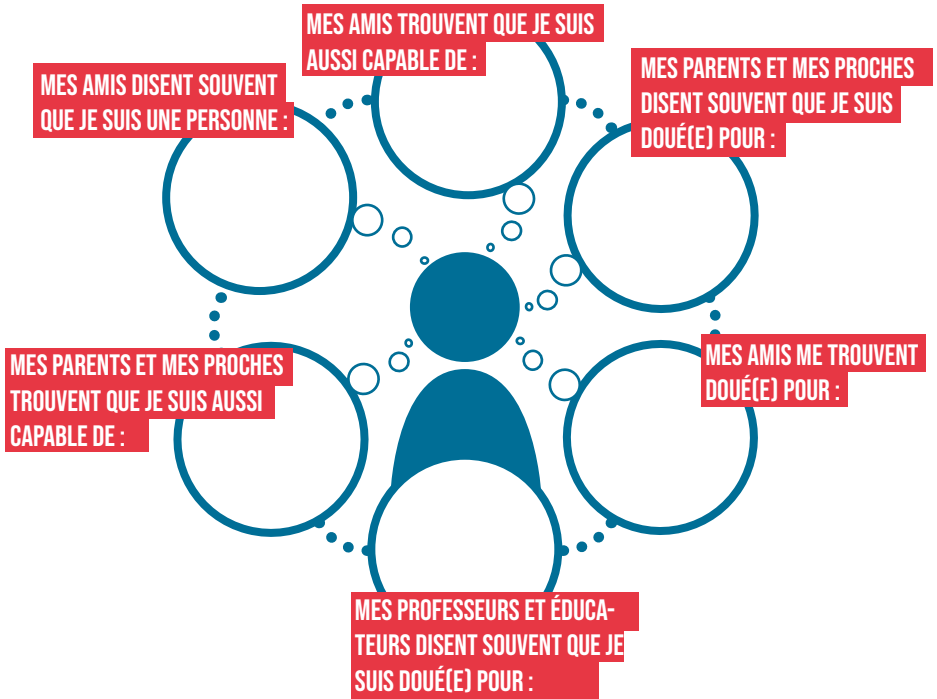 MES AMIS TROUVENT QUE JE SUIS
AUSSI CAPABLE DE :
MES AMIS DISENT SOUVENT
QUE JE SUIS UNE PERSONNE :
MES PARENTS ET MES PROCHES
DISENT SOUVENT QUE JE SUIS
DOUÉ(E) POUR :
MES PARENTS ET MES PROCHES
TROUVENT QUE JE SUIS AUSSI
CAPABLE DE :
MES AMIS ME TROUVENT
DOUÉ(E) POUR :
MES PROFESSEURS ET ÉDUCA-
TEURS DISENT SOUVENT QUE JE
SUIS DOUÉ(E) POUR :